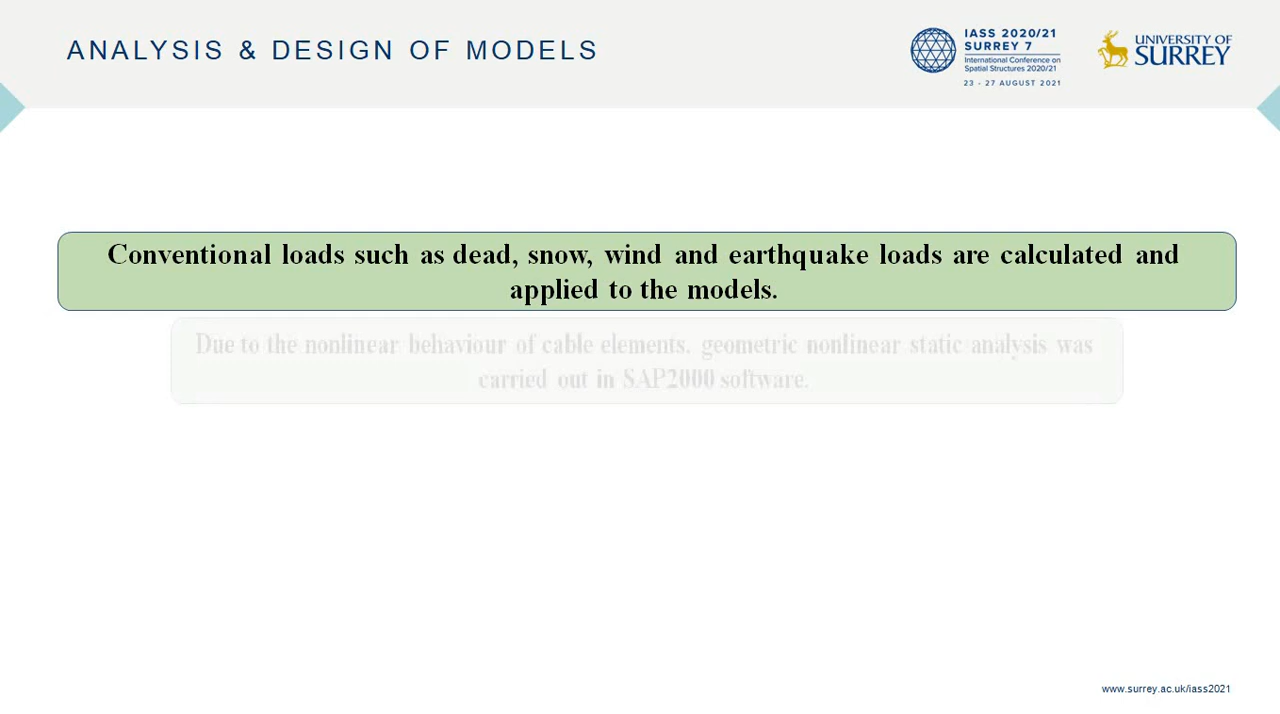 ANALYSIS & DESIGN OF MODELS
IASS 2020/21
SURREY 7
International Conference on
Spatial Structures 2020/21
23 - 27 AUGUST 2021
UNIVERSITY OF
SURREY
Conventional loads such as dead, snow, wind and earthquake loads are calculated and
applied to the models.
Due to the nonlinear behaviour of cable elements, geometric nonlinear static analysis was
carried out in SAP2000 software.
www.surrey.ac.uk/iass2021